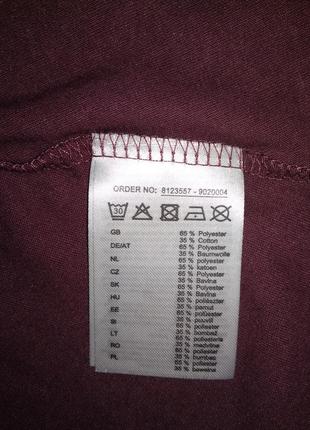 ORDER NO: 8123557 - 9020004
30
GB 65 % Polyester
35 % Cotton
DE/AT 65 % Polyester
35 % Baumwolle
NL 65 % polyester
35 % katoen
CZ 65 % Polyester
35 % Bavlna
SK 65 % Polyester
35 % Bavlna
HU 65 % poliészter
35 % pamut
EE 65 % polüester
35 % puuvill
SI 65 % poliester
35 % bombaž
LT 65 % poliesteris
35 % medvilnė
RO 65 % poliester
35 % bumbac
PL 65 % poliester
35 % bawełna